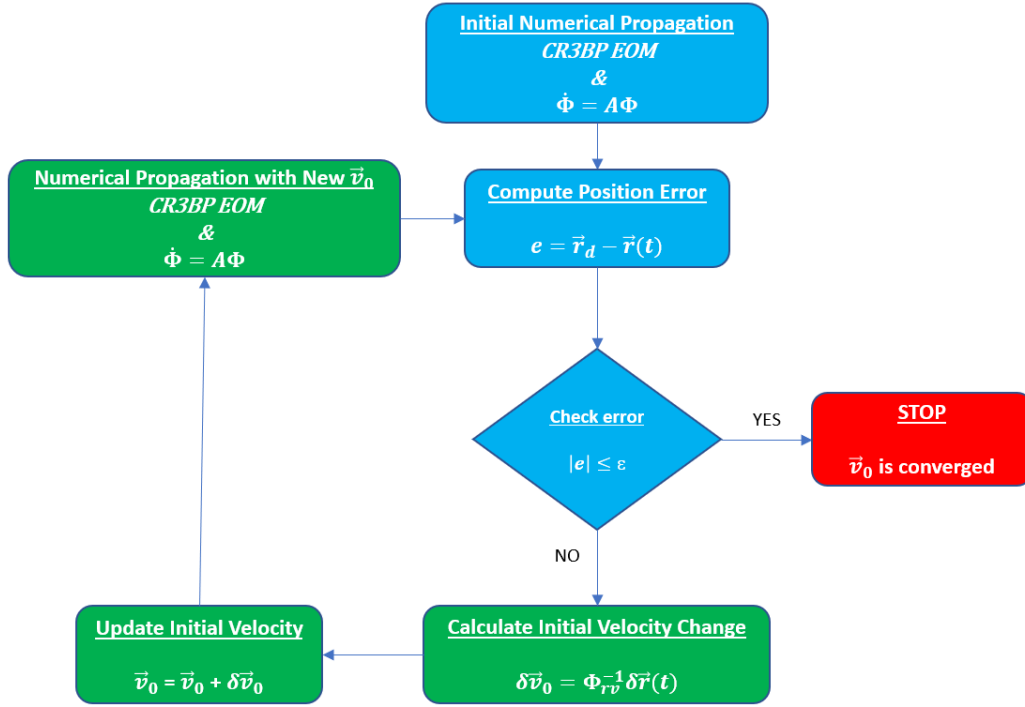 Initial Numerical Propagation
CR3BP EOM
&
Φ̇ = AΦ
Numerical Propagation with New v⃗₀
CR3BP EOM
&
Φ̇ = AΦ
Compute Position Error
e = r⃗_d − r⃗(t)
Check error
|e| ≤ ε
YES
STOP
v⃗₀ is converged
NO
Calculate Initial Velocity Change
δv⃗₀ = Φ_rv⁻¹ δr⃗(t)
Update Initial Velocity
v⃗₀ = v⃗₀ + δv⃗₀